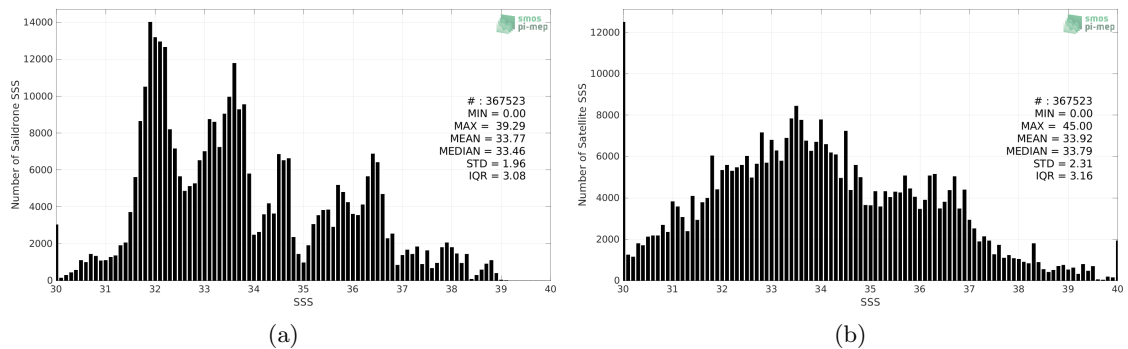 smos
pi-mep
14000
12000
10000
8000
6000
4000
2000
0
Number of Saildrone SSS
# : 367523
MIN = 0.00
MAX = 39.29
MEAN = 33.77
MEDIAN = 33.46
STD = 1.96
IQR = 3.08
30 31 32 33 34 35 36 37 38 39 40
SSS
(a)
smos
pi-mep
12000
10000
8000
6000
4000
2000
0
Number of Satellite SSS
# : 367523
MIN = 0.00
MAX = 45.00
MEAN = 33.92
MEDIAN = 33.79
STD = 2.31
IQR = 3.16
30 31 32 33 34 35 36 37 38 39 40
SSS
(b)